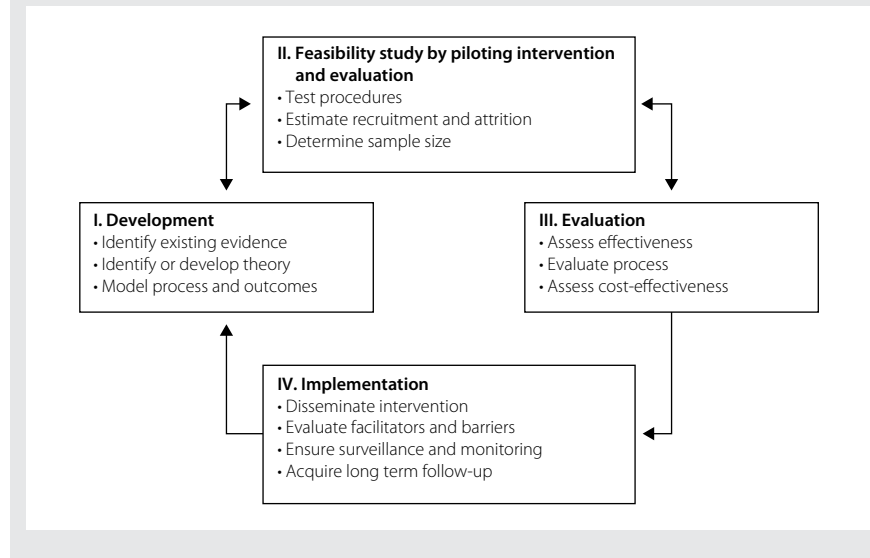 II. Feasibility study by piloting intervention
and evaluation
• Test procedures
• Estimate recruitment and attrition
• Determine sample size
I. Development
• Identify existing evidence
• Identify or develop theory
• Model process and outcomes
III. Evaluation
• Assess effectiveness
• Evaluate process
• Assess cost-effectiveness
IV. Implementation
• Disseminate intervention
• Evaluate facilitators and barriers
• Ensure surveillance and monitoring
• Acquire long term follow-up